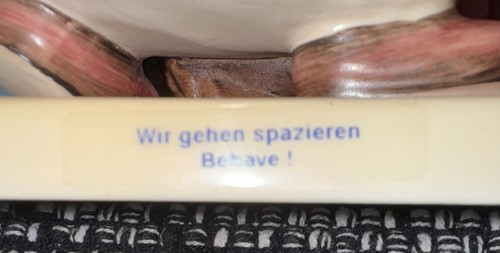 Wir gehen spazieren
Behave !